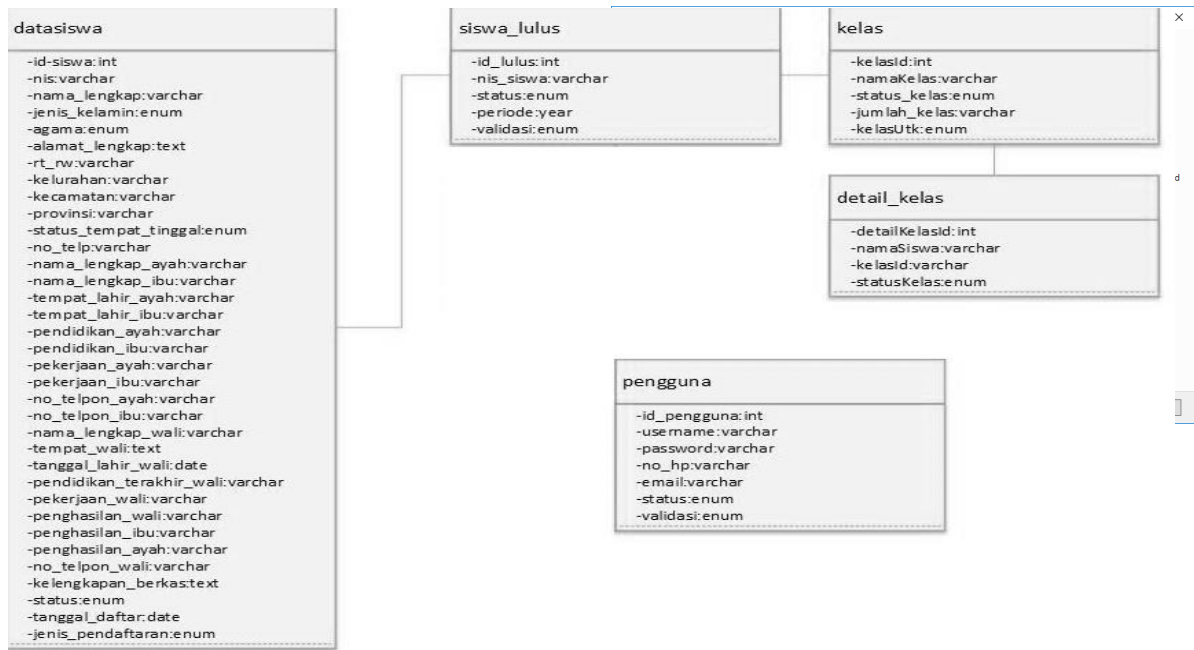 datasiswa
-id-siswa:int
-nis:varchar
-nama_lengkap:varchar
-jenis_kelamin:enum
-agama:enum
-alamat_lengkap:text
-rt_rw:varchar
-kelurahan:varchar
-kecamatan:varchar
-provinsi:varchar
-status_tempat_tinggal:enum
-no_telp:varchar
-nama_lengkap_ayah:varchar
-nama_lengkap_ibu:varchar
-tempat_lahir_ayah:varchar
-tempat_lahir_ibu:varchar
-pendidikan_ayah:varchar
-pendidikan_ibu:varchar
-pekerjaan_ayah:varchar
-pekerjaan_ibu:varchar
-no_telpon_ayah:varchar
-no_telpon_ibu:varchar
-nama_lengkap_wali:varchar
-tempat_wali:text
-tanggal_lahir_wali:date
-pendidikan_terakhir_wali:varchar
-pekerjaan_wali:varchar
-penghasilan_wali:varchar
-penghasilan_ibu:varchar
-penghasilan_ayah:varchar
-no_telpon_wali:varchar
-kelengkapan_berkas:text
-status:enum
-tanggal_daftar:date
-jenis_pendaftaran:enum
siswa_lulus
-id_lulus:int
-nis_siswa:varchar
-status:enum
-periode:year
-validasi:enum
kelas
-kelasId:int
-namaKelas:varchar
-status_kelas:enum
-jumlah_kelas:varchar
-kelasUtk:enum
detail_kelas
-detailKelasId:int
-namaSiswa:varchar
-kelasId:varchar
-statusKelas:enum
pengguna
-id_pengguna:int
-username:varchar
-password:varchar
-no_hp:varchar
-email:varchar
-status:enum
-validasi:enum
d